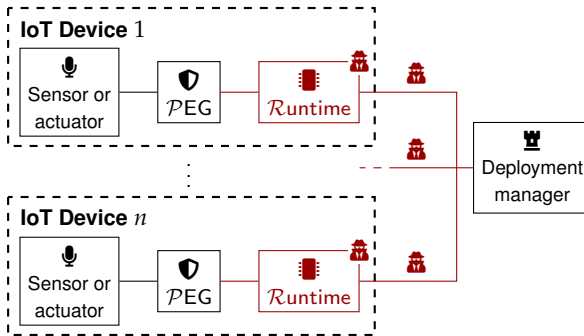 IoT Device 1
Sensor or
actuator
𝒫EG
ℛuntime
Deployment
manager
IoT Device n
Sensor or
actuator
𝒫EG
ℛuntime